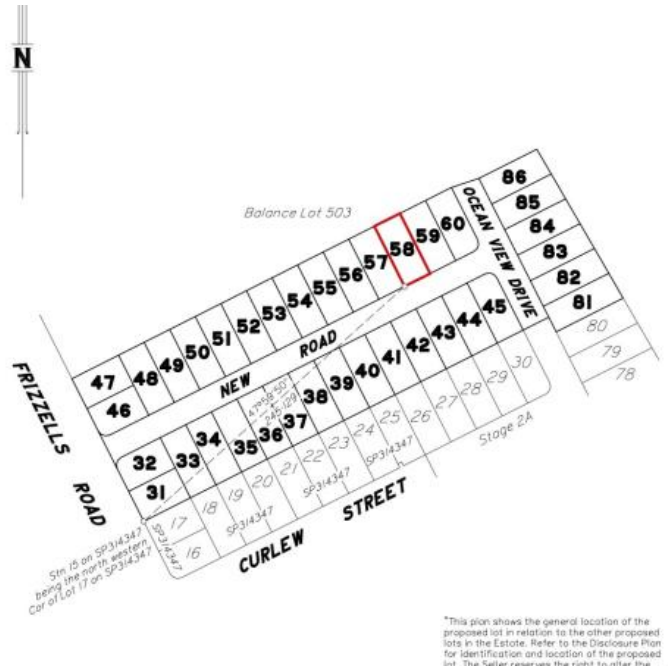 N
Balance Lot 503
OCEAN VIEW DRIVE
86
85
84
83
82
81
80
79
78
60
59
58
57
56
55
54
53
52
51
50
49
48
47
46
NEW ROAD
45
44
43
42
41
40
39
38
37
36
35
34
33
32
31
47°58'50"
245·129
30
29
28
27
26
25
24
23
22
21
20
19
18
17
16
SP314347
SP314347
SP314347
SP314347
Stage 2A
FRIZZELLS ROAD
CURLEW STREET
Stn 15 on SP314347
being the north western
Cor of Lot 17 on SP314347
*This plan shows the general location of the
proposed lot in relation to the other proposed
lots in the Estate. Refer to the Disclosure Plan
for identification and location of the proposed
lot. The Seller reserves the right to alter the